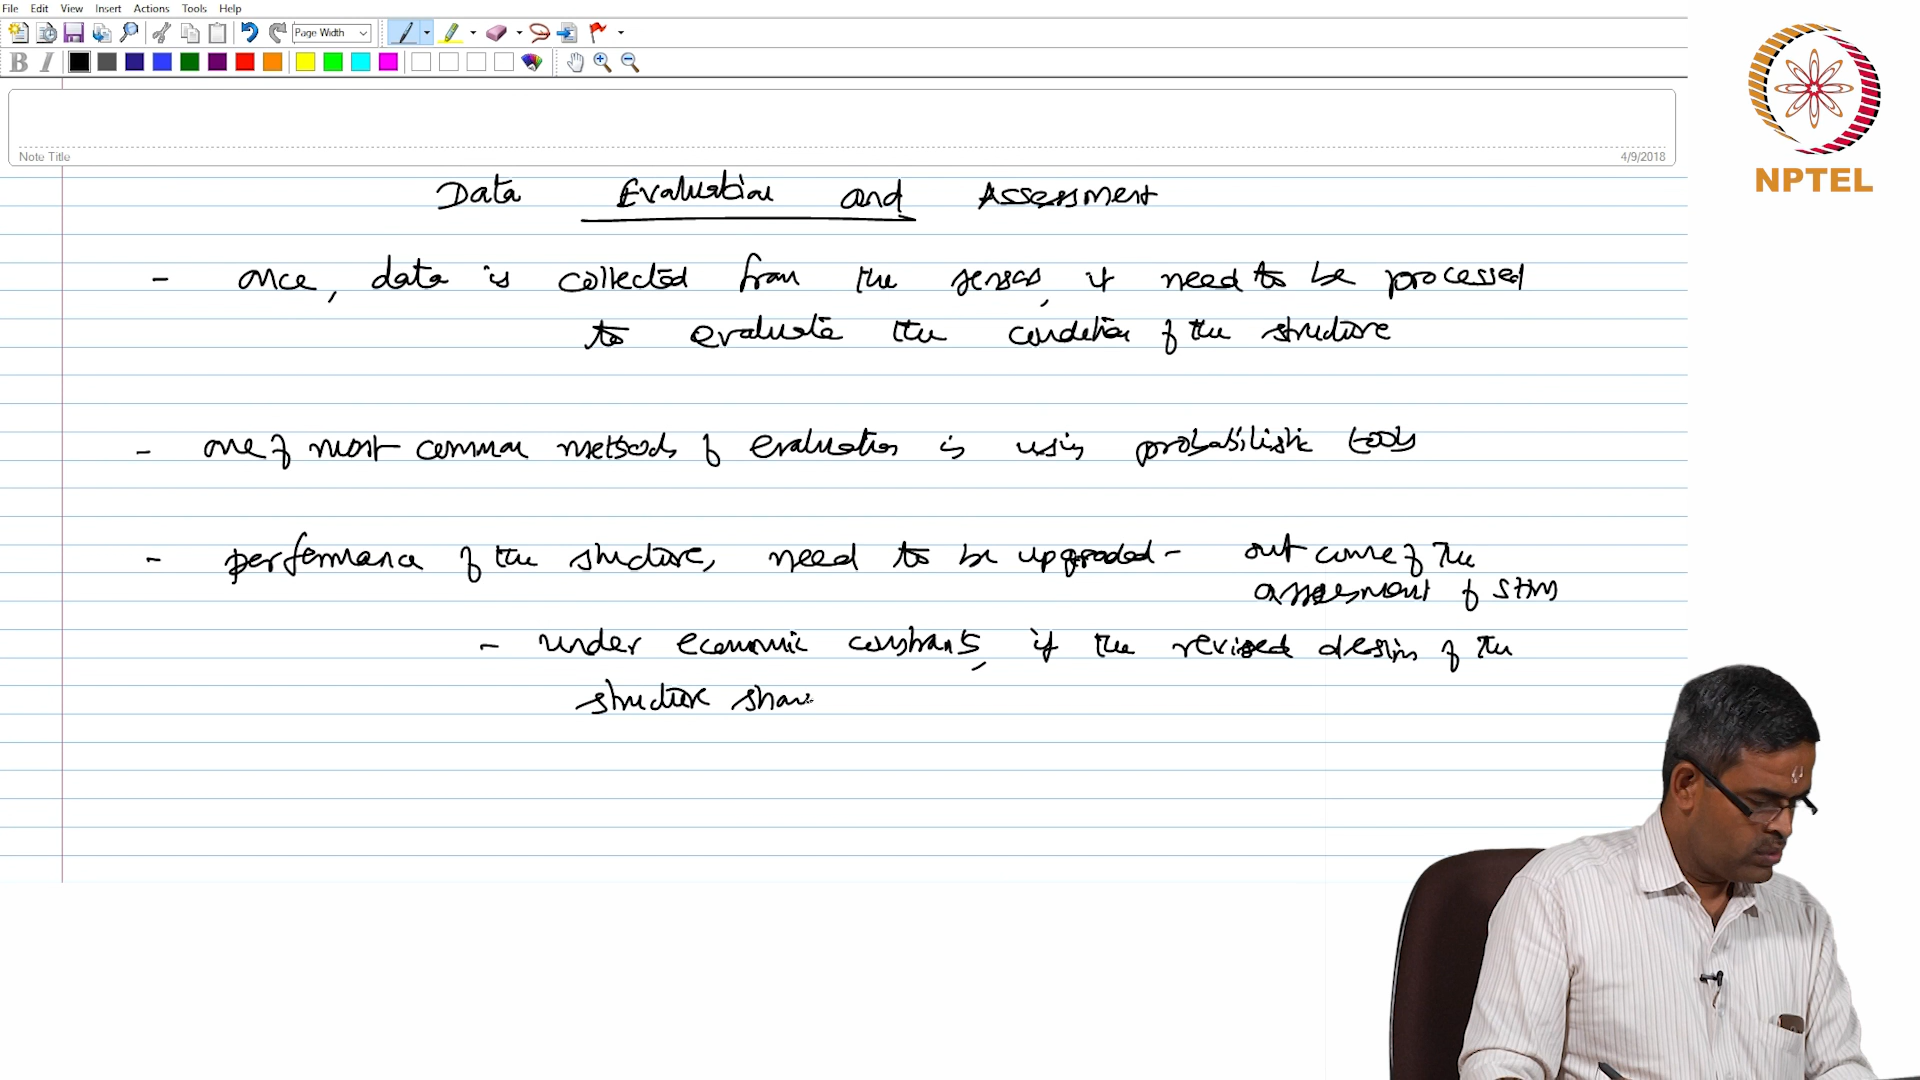 File Edit View Insert Actions Tools Help
Page Width
B I
Note Title
4/9/2018
NPTEL
Data Evaluation and Assessment
- once, data is collected from the sensors, it need to be processed
to evaluate the condition of the structure
- one of most common methods of evaluation is using probabilistic tools
- performance of the structure, need to be upgraded - out come of the
assessment of SHM
- under economic constraints, if the revised design of the
structure shows